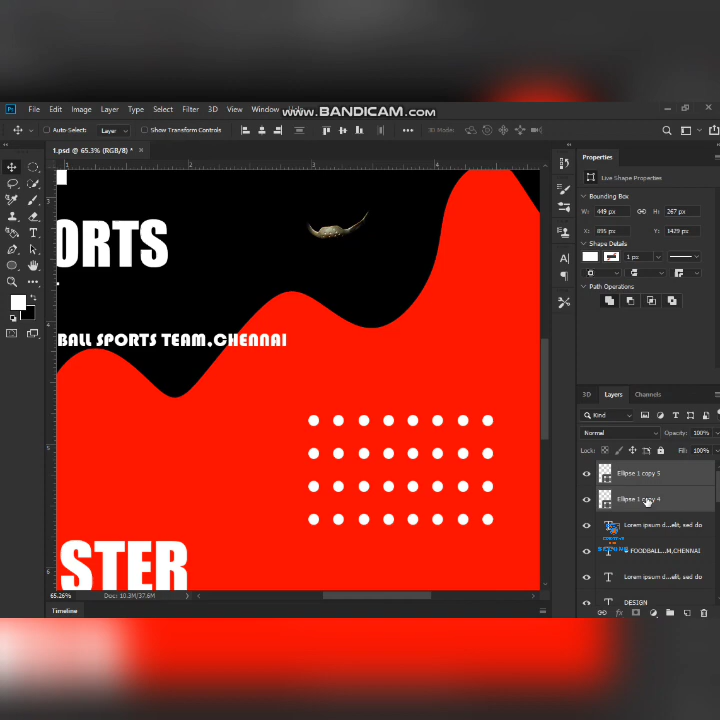 www.BANDICAM.com
Ps File Edit Image Layer Type Select Filter 3D View Window
Auto-Select: Layer Show Transform Controls 3D Mode:
1.psd @ 65.3% (RGB/8) * ×
Properties
Live Shape Properties
Bounding Box
W: 449 px H: 267 px
X: 895 px Y: 1429 px
Shape Details
1 px
Path Operations
ORTS
BALL SPORTS TEAM,CHENNAI
STER
3D Layers Channels
Kind
Normal Opacity: 100%
Lock: Fill: 100%
Ellipse 1 copy 5
Ellipse 1 copy 4
Lorem ipsum d...elit, sed do
FOODBALL...M,CHENNAI
Lorem ipsum d...elit, sed do
DESIGN
65.26% Doc: 10.3M/37.6M
Timeline